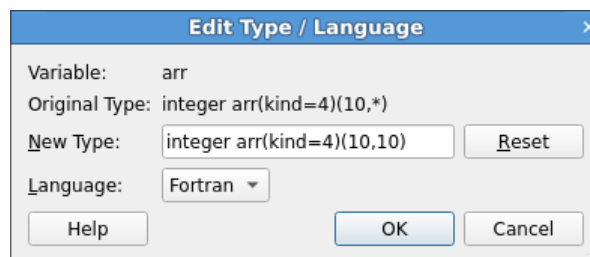 Edit Type / Language
Variable: arr
Original Type: integer arr(kind=4)(10,*)
New Type: integer arr(kind=4)(10,10) Reset
Language: Fortran
Help OK Cancel